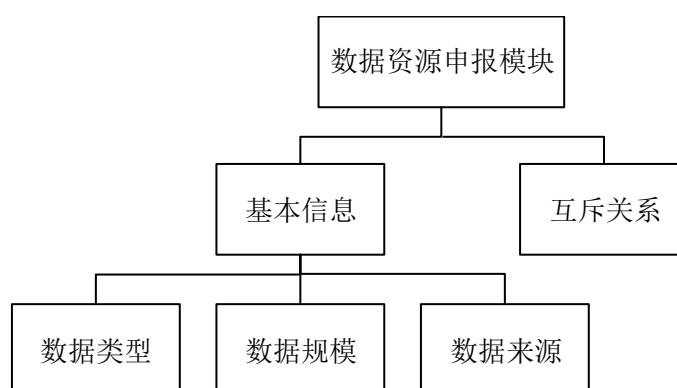 数据资源申报模块
基本信息
互斥关系
数据类型
数据规模
数据来源